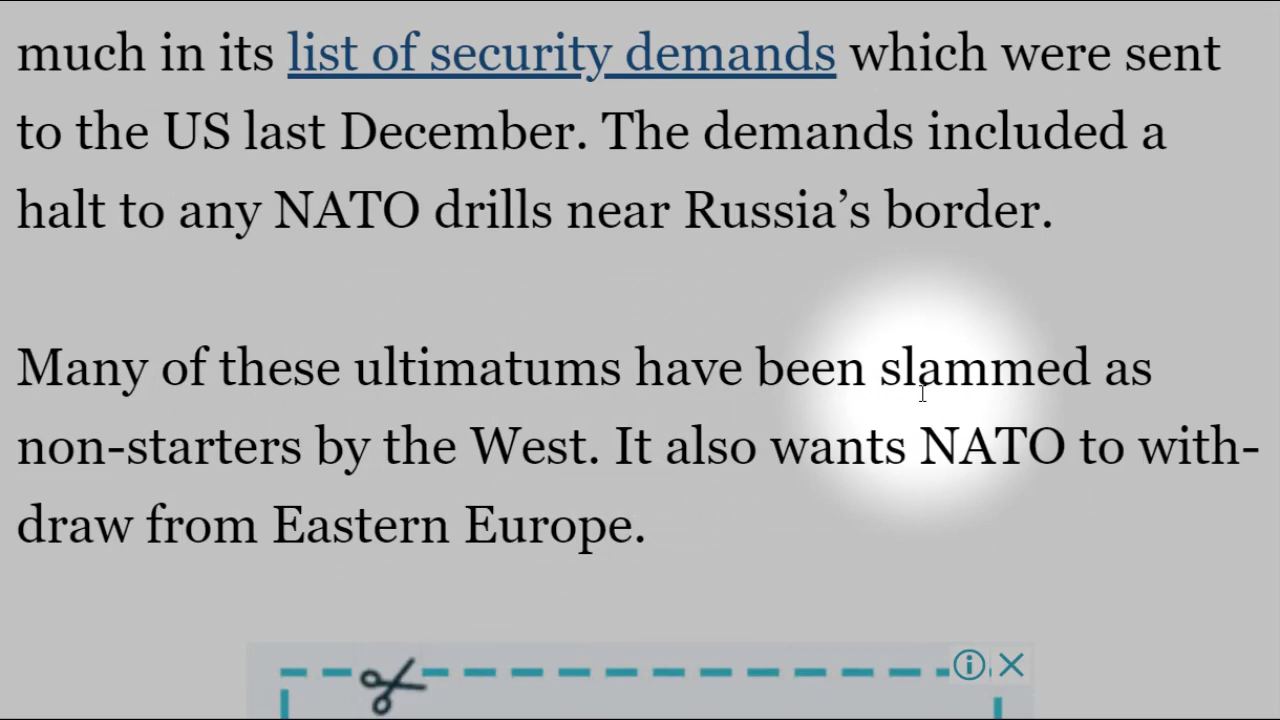 much in its list of security demands which were sent
to the US last December. The demands included a
halt to any NATO drills near Russia’s border.
Many of these ultimatums have been slammed as
non-starters by the West. It also wants NATO to with-
draw from Eastern Europe.